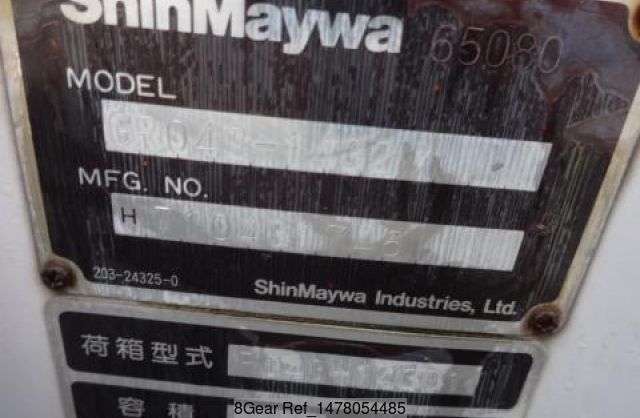 ShinMaywa 65080
MODEL
MFG. NO.
H
203-24325-0
ShinMaywa Industries, Ltd.
荷箱型式
容積
8Gear Ref_1478054485